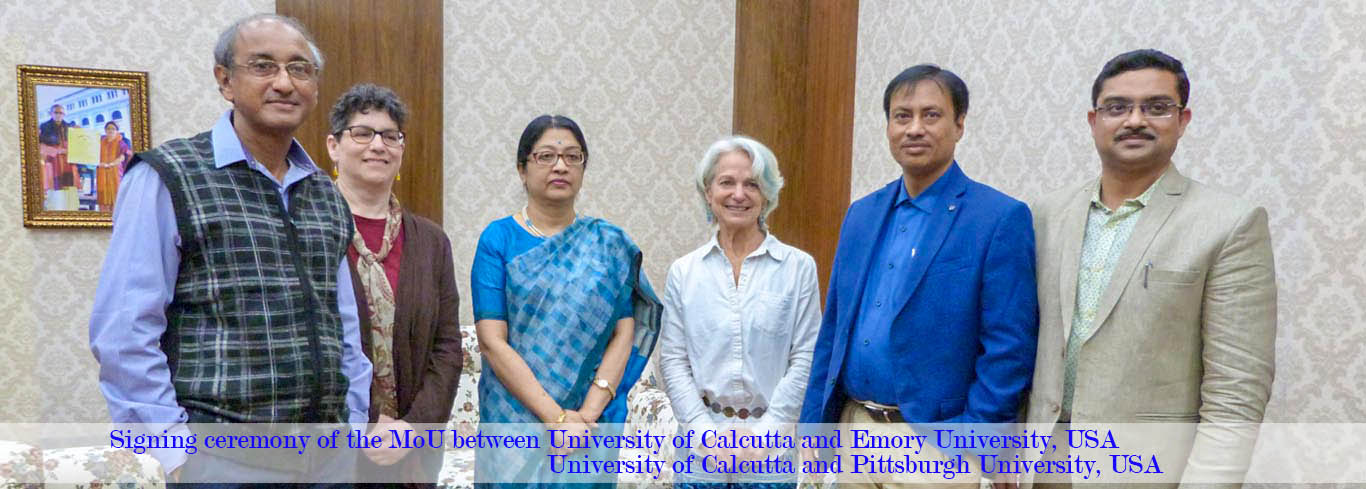 Signing ceremony of the MoU between University of Calcutta and Emory University, USA
University of Calcutta and Pittsburgh University, USA